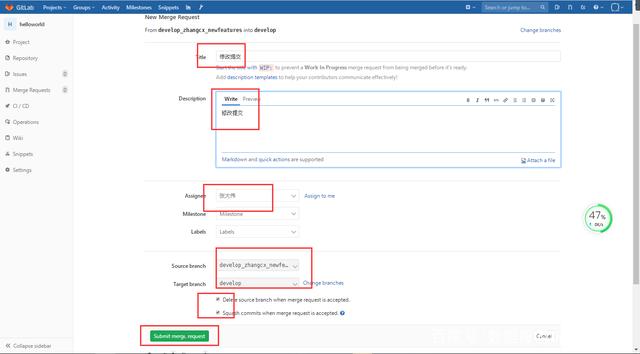 GitLab Projects Groups Activity Milestones Snippets Search or jump to...
H helloworld
Project
Repository
Issues 0
Merge Requests 0
CI / CD
Operations
Wiki
Snippets
Settings
Collapse sidebar
New Merge Request
From develop_zhangcx_newfeatures into develop Change branches
Title 修改提交
Start the title with WIP: to prevent a Work In Progress merge request from being merged before it's ready.
Add description templates to help your contributors communicate effectively!
Description Write Preview
修改提交
Markdown and quick actions are supported Attach a file
Assignee 张大伟 Assign to me
Milestone Milestone
Labels Labels
Source branch develop_zhangcx_newfe...
Target branch develop Change branches
Delete source branch when merge request is accepted.
Squash commits when merge request is accepted.
Submit merge request Cancel
47%